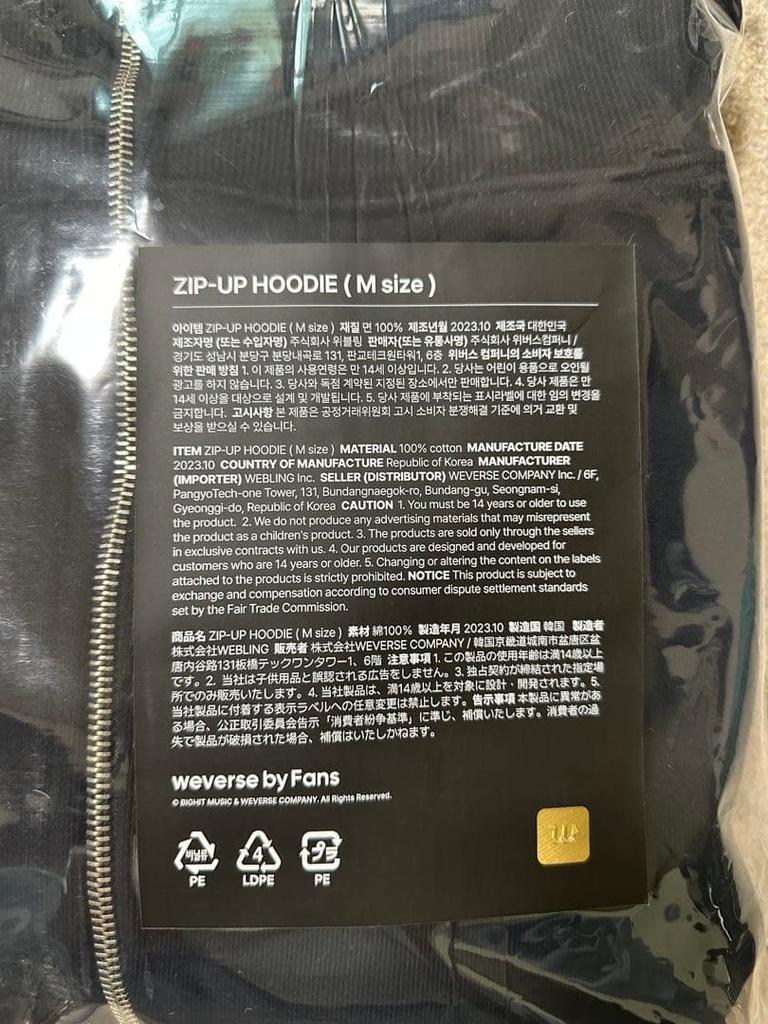 ZIP-UP HOODIE ( M size )
아이템 ZIP-UP HOODIE ( M size ) 재질 면 100% 제조년월 2023.10 제조국 대한민국
제조자명 (또는 수입자명) 주식회사 위블링 판매자(또는 유통사명) 주식회사 위버스컴퍼니 /
경기도 성남시 분당구 분당내곡로 131, 판교테크원타워1, 6층 위버스 컴퍼니의 소비자 보호를
위한 판매 방침 1. 이 제품의 사용연령은 만 14세 이상입니다. 2. 당사는 어린이 용품으로 오인될
광고를 하지 않습니다. 3. 당사와 독점 계약된 지정된 장소에서만 판매합니다. 4. 당사 제품은 만
14세 이상을 대상으로 설계 및 개발됩니다. 5. 당사 제품에 부착되는 표시라벨에 대한 임의 변경을
금지합니다. 고시사항 본 제품은 공정거래위원회 고시 소비자 분쟁해결 기준에 의거 교환 및
보상을 받으실 수 있습니다.
ITEM ZIP-UP HOODIE ( M size ) MATERIAL 100% cotton MANUFACTURE DATE
2023.10 COUNTRY OF MANUFACTURE Republic of Korea MANUFACTURER
(IMPORTER) WEBLING Inc. SELLER (DISTRIBUTOR) WEVERSE COMPANY Inc. / 6F,
PangyoTech-one Tower, 131, Bundangnaegok-ro, Bundang-gu, Seongnam-si,
Gyeonggi-do, Republic of Korea CAUTION 1. You must be 14 years or older to use
the product. 2. We do not produce any advertising materials that may misrepresent
the product as a children's product. 3. The products are sold only through the sellers
in exclusive contracts with us. 4. Our products are designed and developed for
customers who are 14 years or older. 5. Changing or altering the content on the labels
attached to the products is strictly prohibited. NOTICE This product is subject to
exchange and compensation according to consumer dispute settlement standards
set by the Fair Trade Commission.
商品名 ZIP-UP HOODIE ( M size ) 素材 綿100% 製造年月 2023.10 製造国 韓国 製造者
株式会社WEBLING 販売者 株式会社WEVERSE COMPANY / 韓国京畿道城南市盆唐区盆
唐内谷路131板橋テックワンタワー1、6階 注意事項 1. この製品の使用年齢は満14歳以上
です。2. 当社は子供用品と誤認される広告をしません。3. 独占契約が締結された指定場
所でのみ販売いたします。4. 当社製品は、満14歳以上を対象に設計・開発されます。5.
当社製品に付着する表示ラベルへの任意変更は禁止します。告示事項 本製品に異常があ
る場合、公正取引委員会告示「消費者紛争基準」に準じ、補償いたします。消費者の過
失で製品が破損された場合、補償はいたしかねます。
weverse by Fans
© BIGHIT MUSIC & WEVERSE COMPANY. All Rights Reserved.
비닐류 4 プラ
PE LDPE PE